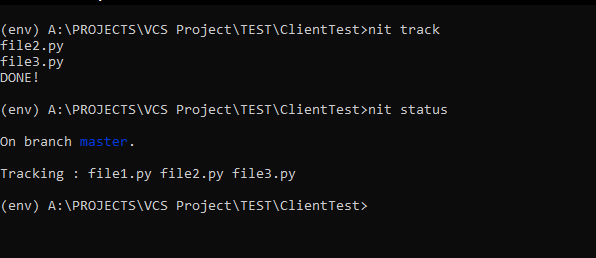 (env) A:\PROJECTS\VCS Project\TEST\ClientTest>nit track
file2.py
file3.py
DONE!
(env) A:\PROJECTS\VCS Project\TEST\ClientTest>nit status
On branch master.
Tracking : file1.py file2.py file3.py
(env) A:\PROJECTS\VCS Project\TEST\ClientTest>